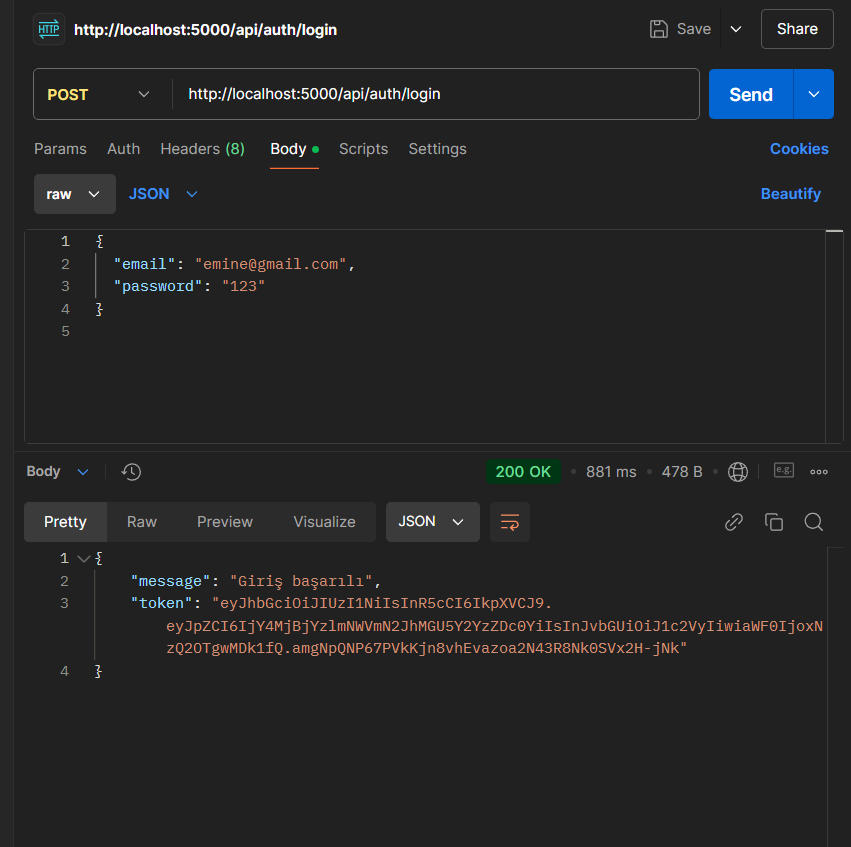 HTTP http://localhost:5000/api/auth/login Save Share
POST http://localhost:5000/api/auth/login Send
Params Auth Headers (8) Body Scripts Settings Cookies
raw JSON Beautify
1 {
2 "email": "emine@gmail.com",
3 "password": "123"
4 }
5
Body 200 OK 881 ms 478 B e.g.
Pretty Raw Preview Visualize JSON
1 {
2 "message": "Giriş başarılı",
3 "token": "eyJhbGciOiJIUzI1NiIsInR5cCI6IkpXVCJ9.
eyJpZCI6IjY4MjBjYzlmNWVmN2JhMGU5Y2YzZDc0YiIsInJvbGUiOiJ1c2VyIiwiaWF0IjoxN
zQ2OTgwMDk1fQ.amgNpQNP67PVkKjn8vhEvazoa2N43R8Nk0SVx2H-jNk"
4 }